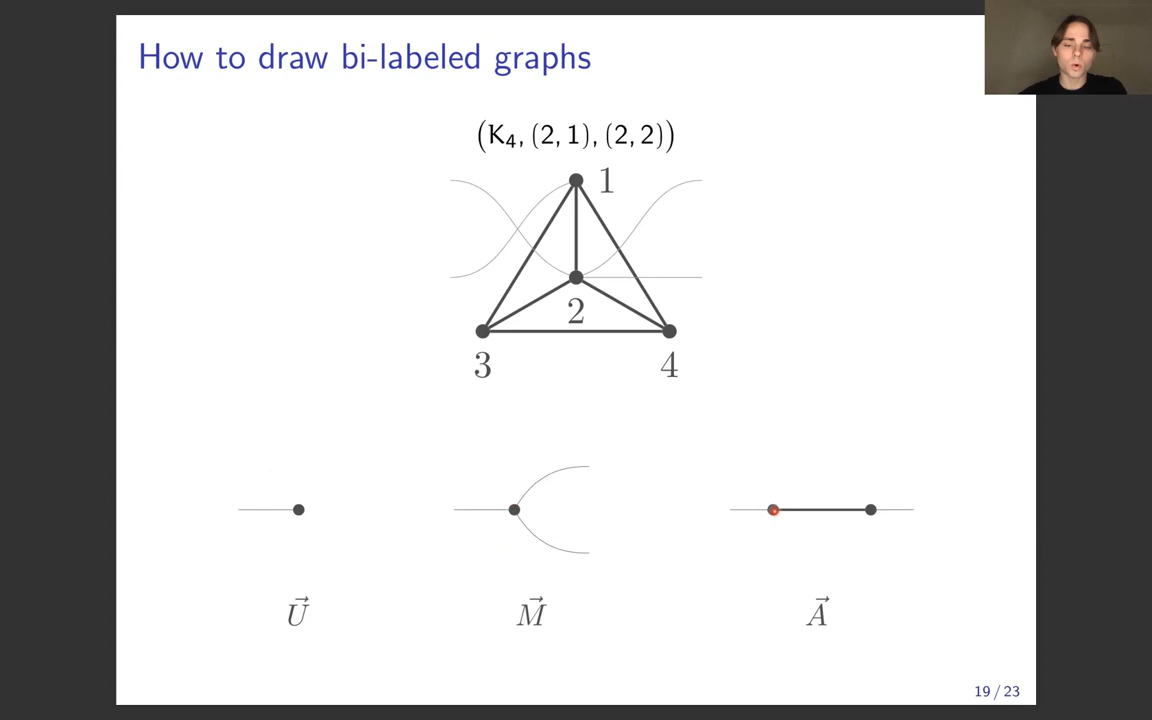 How to draw bi-labeled graphs
(K₄, (2, 1), (2, 2))
1
2
3
4
U⃗
M⃗
A⃗
19 / 23